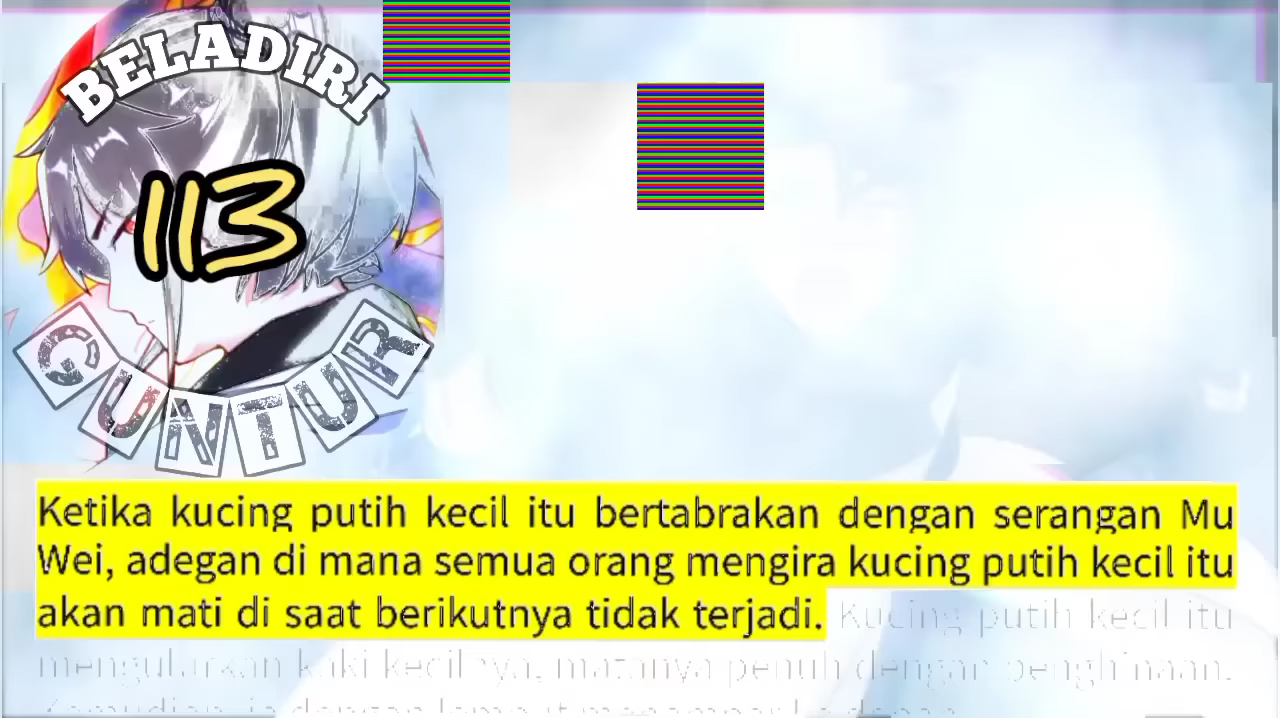 BELADIRI
113
GUNTUR
Ketika kucing putih kecil itu bertabrakan dengan serangan Mu
Wei, adegan di mana semua orang mengira kucing putih kecil itu
akan mati di saat berikutnya tidak terjadi. Kucing putih kecil itu
mengulurkan kaki kecilnya, matanya penuh dengan penghinaan.